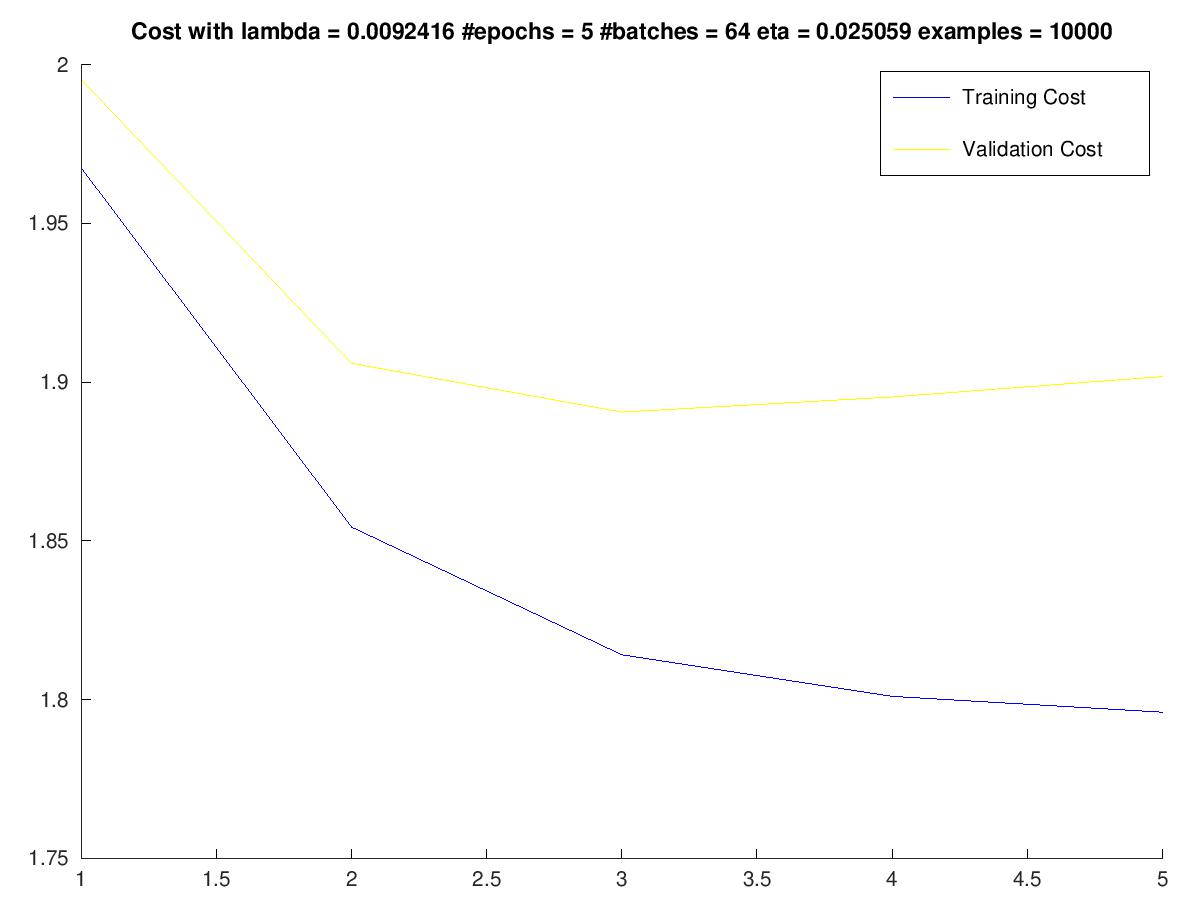 Cost with lambda = 0.0092416 #epochs = 5 #batches = 64 eta = 0.025059 examples = 10000
2
Training Cost
Validation Cost
1.95
1.9
1.85
1.8
1.75
1 1.5 2 2.5 3 3.5 4 4.5 5